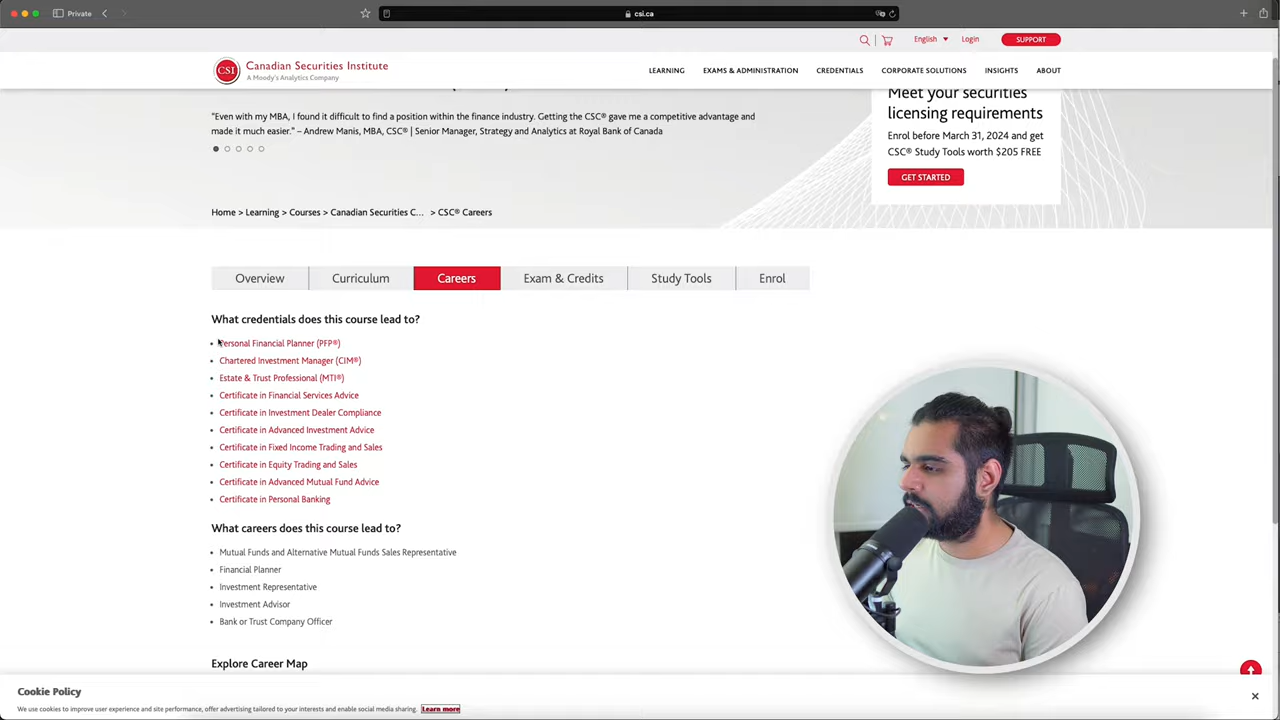 Private
csi.ca
English
Login
SUPPORT
CSI
Canadian Securities Institute
A Moody's Analytics Company
LEARNING
EXAMS & ADMINISTRATION
CREDENTIALS
CORPORATE SOLUTIONS
INSIGHTS
ABOUT
"Even with my MBA, I found it difficult to find a position within the finance industry. Getting the CSC® gave me a competitive advantage and
made it much easier." – Andrew Manis, MBA, CSC® | Senior Manager, Strategy and Analytics at Royal Bank of Canada
Meet your securities
licensing requirements
Enrol before March 31, 2024 and get
CSC® Study Tools worth $205 FREE
GET STARTED
Home > Learning > Courses > Canadian Securities C... > CSC® Careers
Overview
Curriculum
Careers
Exam & Credits
Study Tools
Enrol
What credentials does this course lead to?
Personal Financial Planner (PFP®)
Chartered Investment Manager (CIM®)
Estate & Trust Professional (MTI®)
Certificate in Financial Services Advice
Certificate in Investment Dealer Compliance
Certificate in Advanced Investment Advice
Certificate in Fixed Income Trading and Sales
Certificate in Equity Trading and Sales
Certificate in Advanced Mutual Fund Advice
Certificate in Personal Banking
What careers does this course lead to?
Mutual Funds and Alternative Mutual Funds Sales Representative
Financial Planner
Investment Representative
Investment Advisor
Bank or Trust Company Officer
Explore Career Map
Cookie Policy
We use cookies to improve user experience and site performance, offer advertising tailored to your interests and enable social media sharing. Learn more